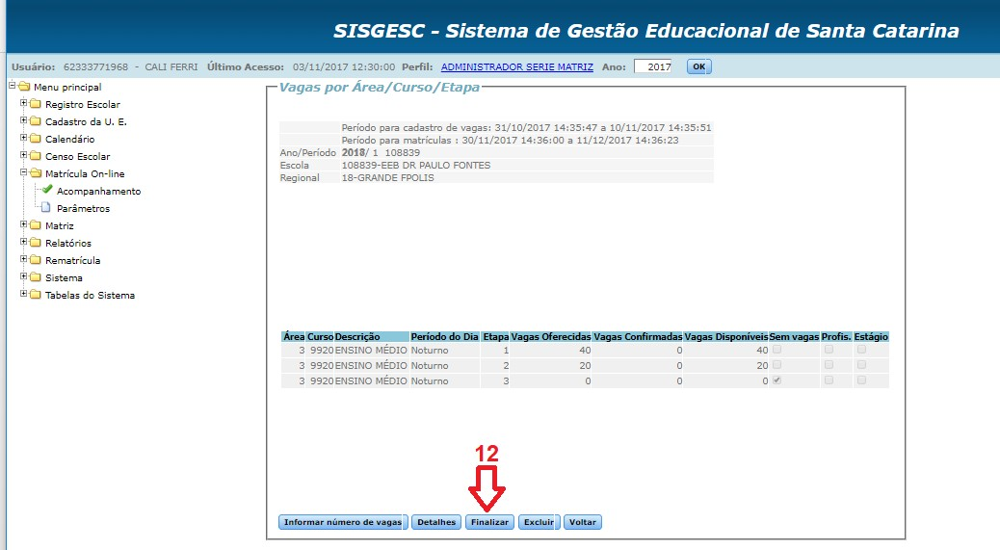 SISGESC - Sistema de Gestão Educacional de Santa Catarina
Usuário: 62333771968 - CALI FERRI Último Acesso: 03/11/2017 12:30:00 Perfil: ADMINISTRADOR SERIE MATRIZ Ano: 2017 OK
Menu principal
Registro Escolar
Cadastro da U. E.
Calendário
Censo Escolar
Matrícula On-line
Acompanhamento
Parâmetros
Matriz
Relatórios
Rematrícula
Sistema
Tabelas do Sistema
Vagas por Área/Curso/Etapa
Período para cadastro de vagas: 31/10/2017 14:35:47 a 10/11/2017 14:35:51
Período para matrículas : 30/11/2017 14:36:00 a 11/12/2017 14:36:23
Ano/Período 2018/ 1 108839
Escola 108839-EEB DR PAULO FONTES
Regional 18-GRANDE FPOLIS
Área Curso Descrição Período do Dia Etapa Vagas Oferecidas Vagas Confirmadas Vagas Disponíveis Sem vagas Profis. Estágio
3 9920 ENSINO MÉDIO Noturno 1 40 0 40
3 9920 ENSINO MÉDIO Noturno 2 20 0 20
3 9920 ENSINO MÉDIO Noturno 3 0 0 0
12
Informar número de vagas Detalhes Finalizar Excluir Voltar